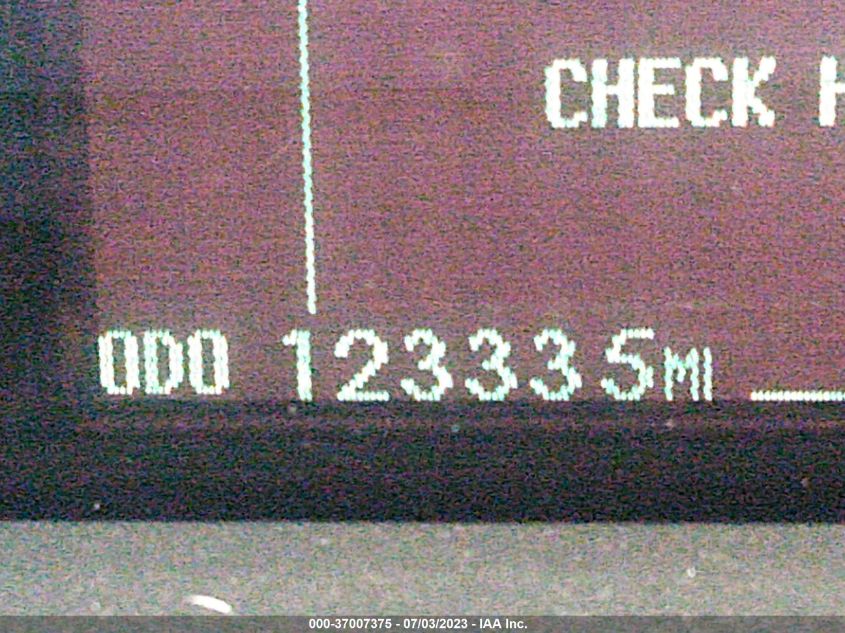 CHECK
ODO 123335MI
000-37007375 - 07/03/2023 - IAA Inc.